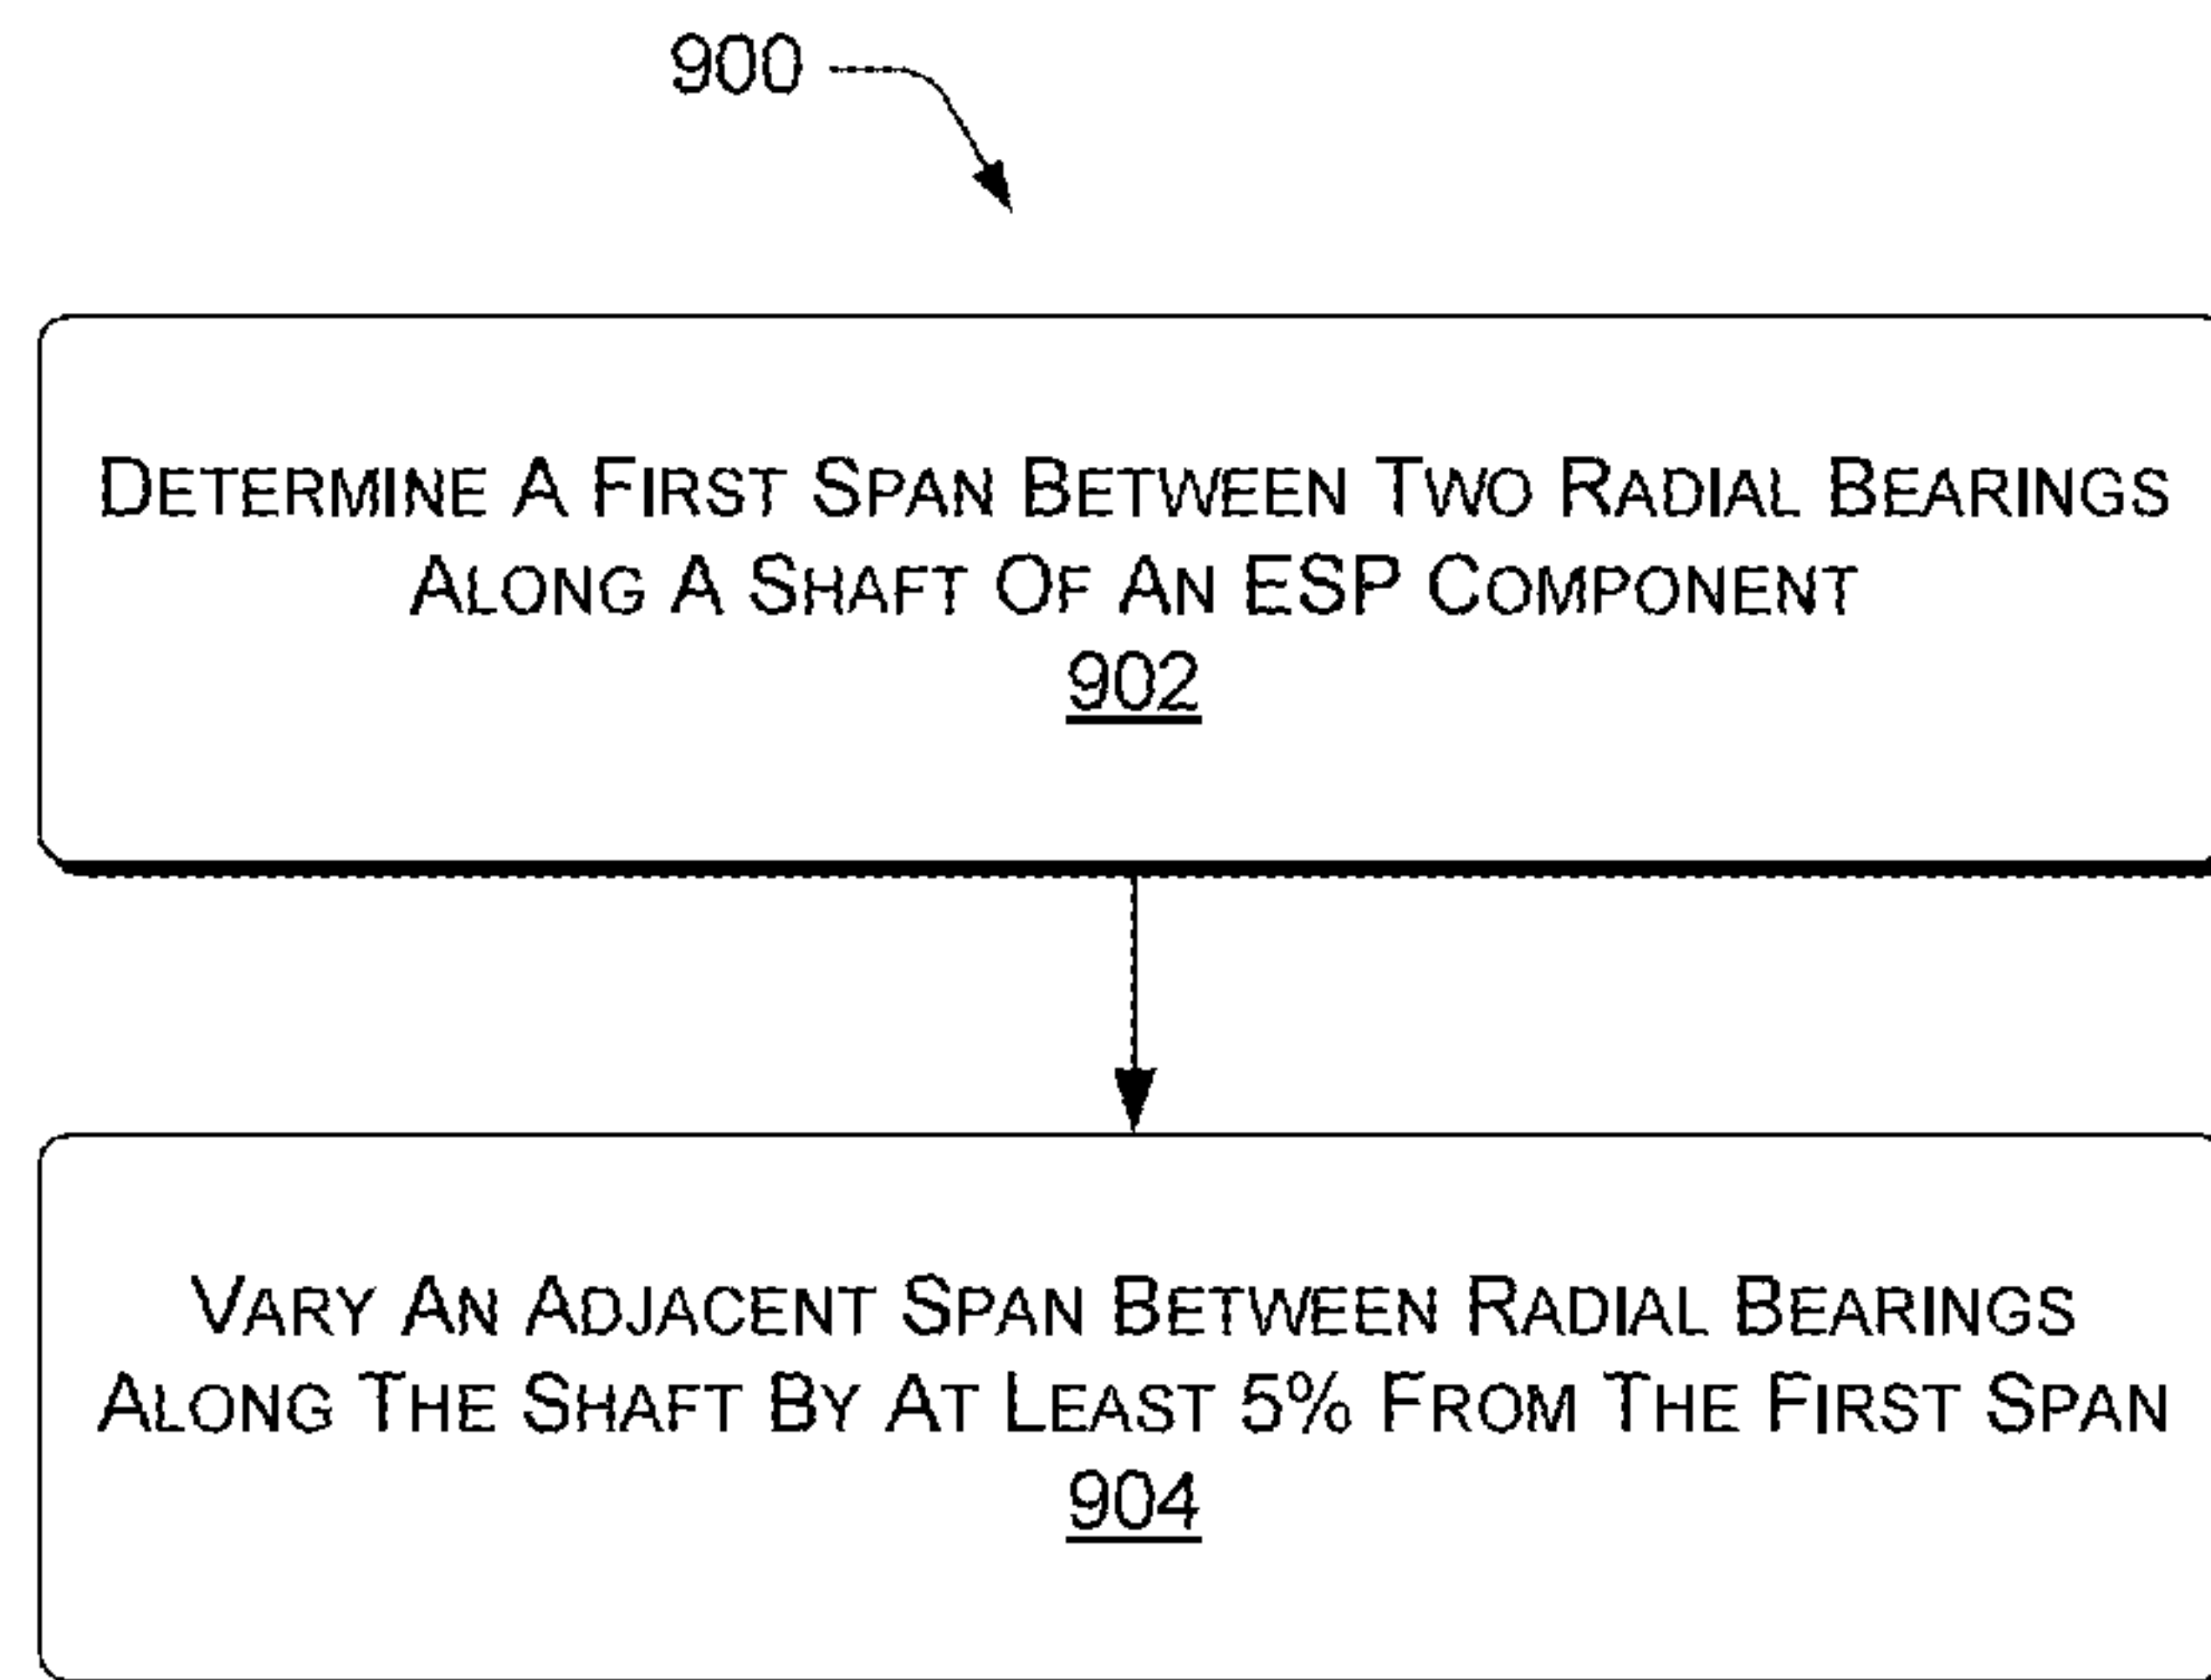 900
DETERMINE A FIRST SPAN BETWEEN TWO RADIAL BEARINGS
ALONG A SHAFT OF AN ESP COMPONENT
902
VARY AN ADJACENT SPAN BETWEEN RADIAL BEARINGS
ALONG THE SHAFT BY AT LEAST 5% FROM THE FIRST SPAN
904